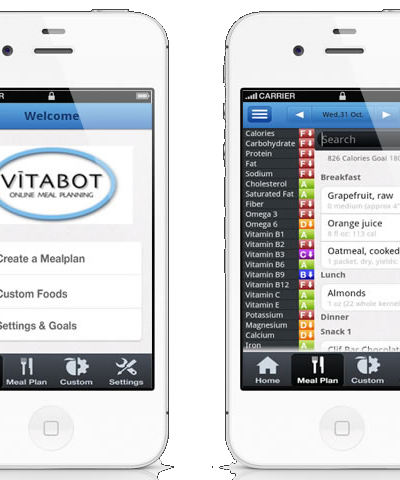 ER
Welcome
VĪTABOT
ONLINE MEAL PLANNING
Create a Mealplan
Custom Foods
Settings & Goals
Meal Plan Custom Settings
CARRIER
Wed.31 Oct.
Calories F
Carbohydrate F
Protein F
Fat F
Sodium F
Cholesterol A
Saturated Fat A
Fiber F
Omega 3 F
Omega 6 D
Vitamin B1 A
Vitamin B2 F
Vitamin B3 C
Vitamin B6 A
Vitamin B9 B
Vitamin B12 F
Vitamin C A
Vitamin E A
Potassium F
Magnesium D
Calcium D
Iron
Search
826 Calories Goal 180
Breakfast
Grapefruit, raw
0 medium (approx 4"
Orange juice
8 fl oz: 113 cal
Oatmeal, cooked
1 packet, dry, yields:
Lunch
Almonds
1 oz (22 whole kernel
Dinner
Snack 1
Clif Bar Chocolat
Home Meal Plan Custom